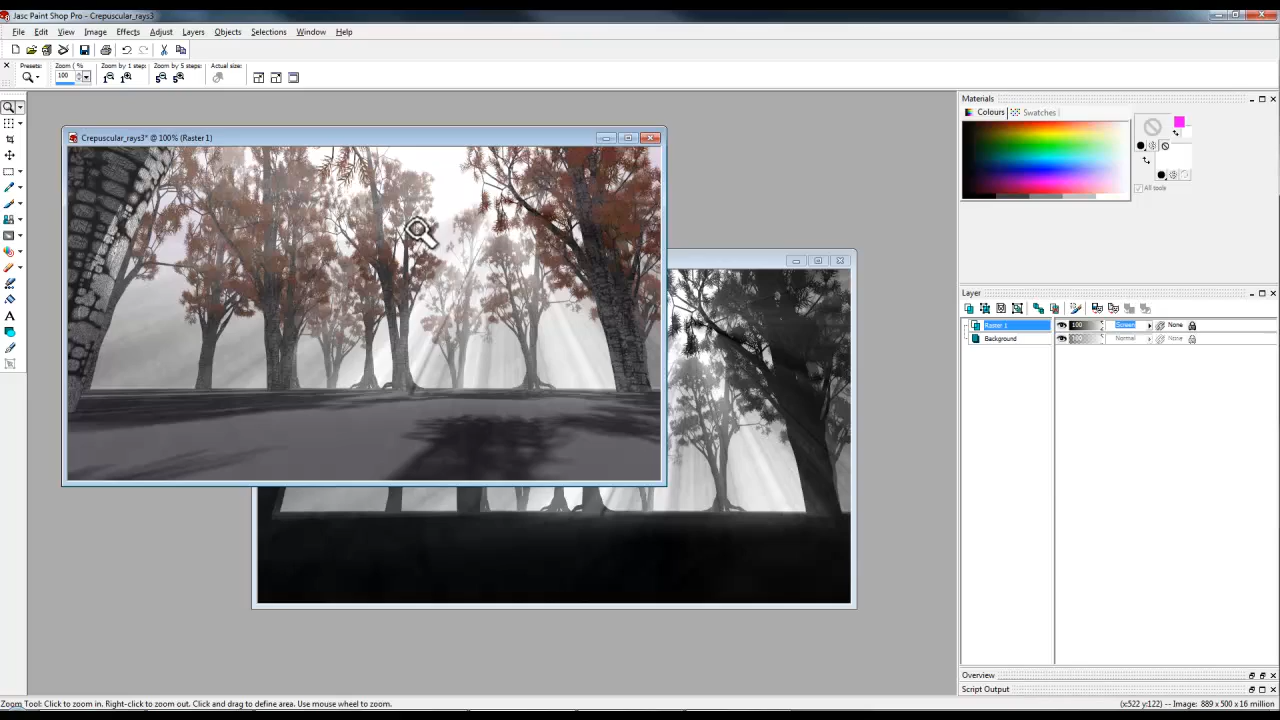 Jasc Paint Shop Pro - Crepuscular_rays3
File Edit View Image Effects Adjust Layers Objects Selections Window Help
Presets: Zoom (% Zoom by 1 step: Zoom by 5 steps: Actual size:
100
Materials
Colours Swatches
All tools
Crepuscular_rays3* @ 100% (Raster 1)
Layer
Raster 1 100 Screen None
Background 100 Normal None
Overview
Script Output
Zoom Tool: Click to zoom in. Right-click to zoom out. Click and drag to define area. Use mouse wheel to zoom.
(x:522 y:122) -- Image: 889 x 500 x 16 million